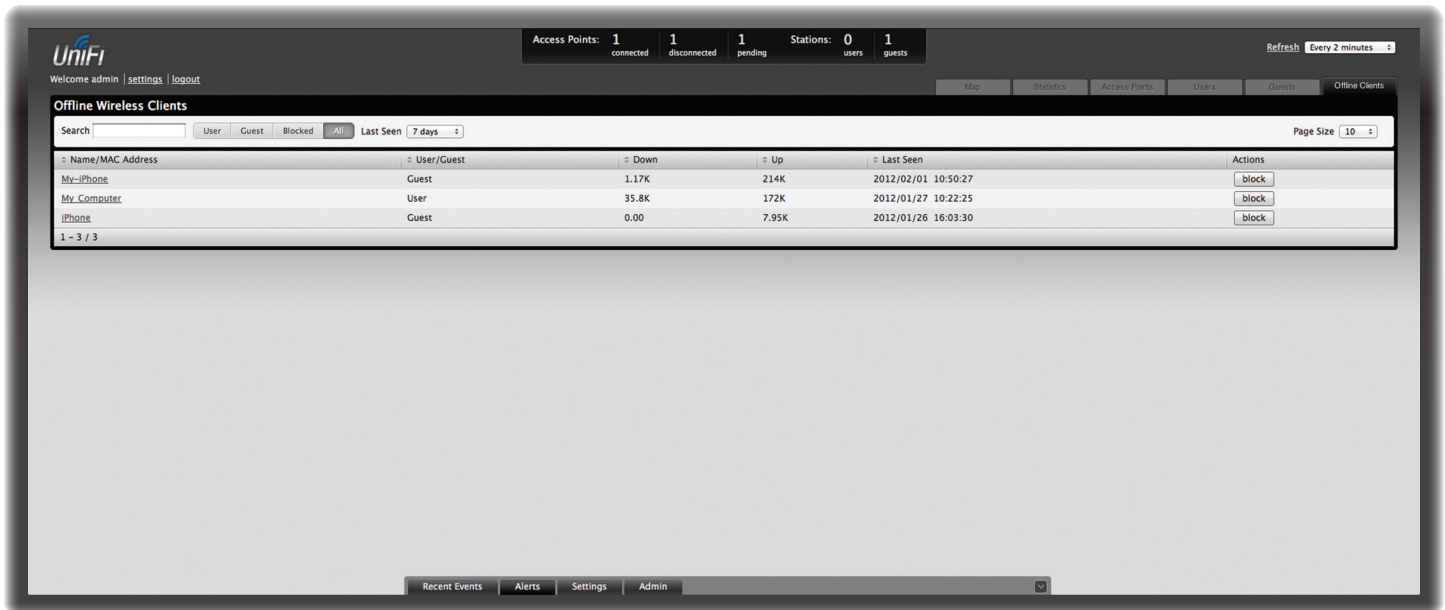 UniFi
Access Points: 1 connected 1 disconnected 1 pending Stations: 0 users 1 guests
Refresh Every 2 minutes
Welcome admin | settings | logout
Map Statistics Access Points Users Guests Offline Clients
Offline Wireless Clients
Search User Guest Blocked All Last Seen 7 days Page Size 10
Name/MAC Address User/Guest Down Up Last Seen Actions
My-iPhone Guest 1.17K 214K 2012/02/01 10:50:27 block
My Computer User 35.8K 172K 2012/01/27 10:22:25 block
iPhone Guest 0.00 7.95K 2012/01/26 16:03:30 block
1 - 3 / 3
Recent Events Alerts Settings Admin